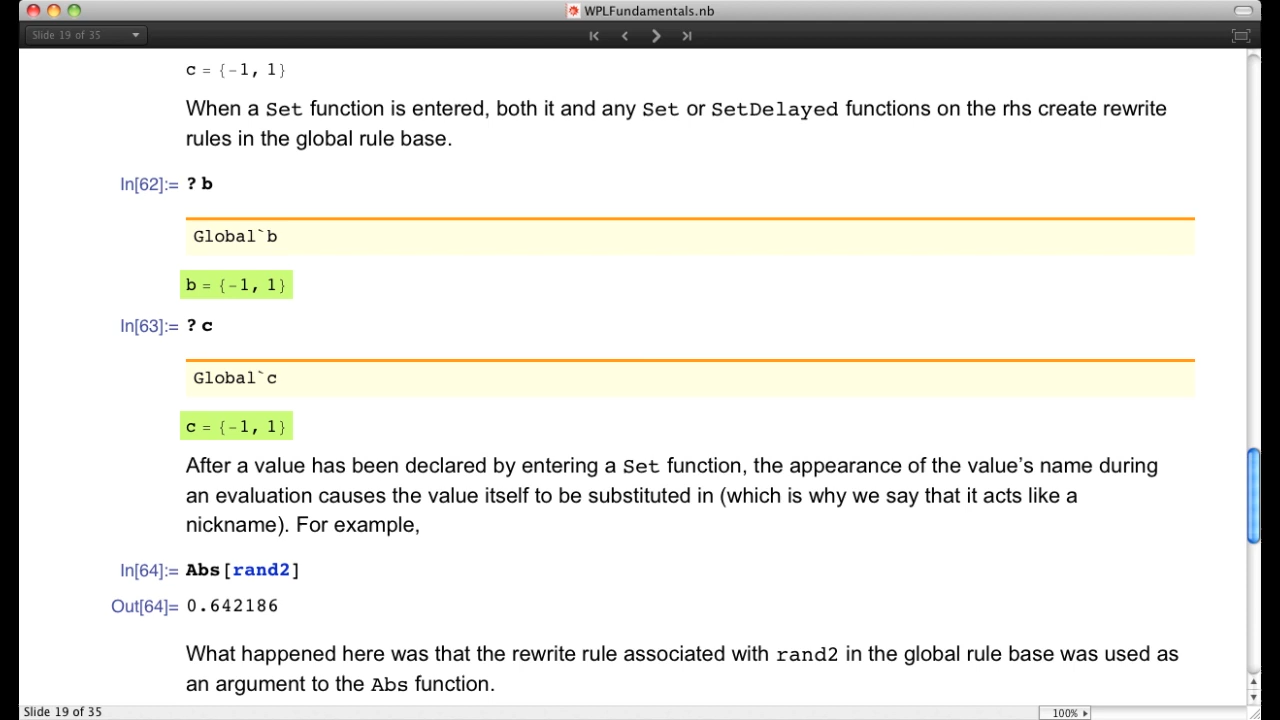 WPLFundamentals.nb
Slide 19 of 35
c = {-1, 1}
When a Set function is entered, both it and any Set or SetDelayed functions on the rhs create rewrite
rules in the global rule base.
In[62]:= ? b
Global`b
b = {-1, 1}
In[63]:= ? c
Global`c
c = {-1, 1}
After a value has been declared by entering a Set function, the appearance of the value's name during
an evaluation causes the value itself to be substituted in (which is why we say that it acts like a
nickname). For example,
In[64]:= Abs[rand2]
Out[64]= 0.642186
What happened here was that the rewrite rule associated with rand2 in the global rule base was used as
an argument to the Abs function.
Slide 19 of 35
100%